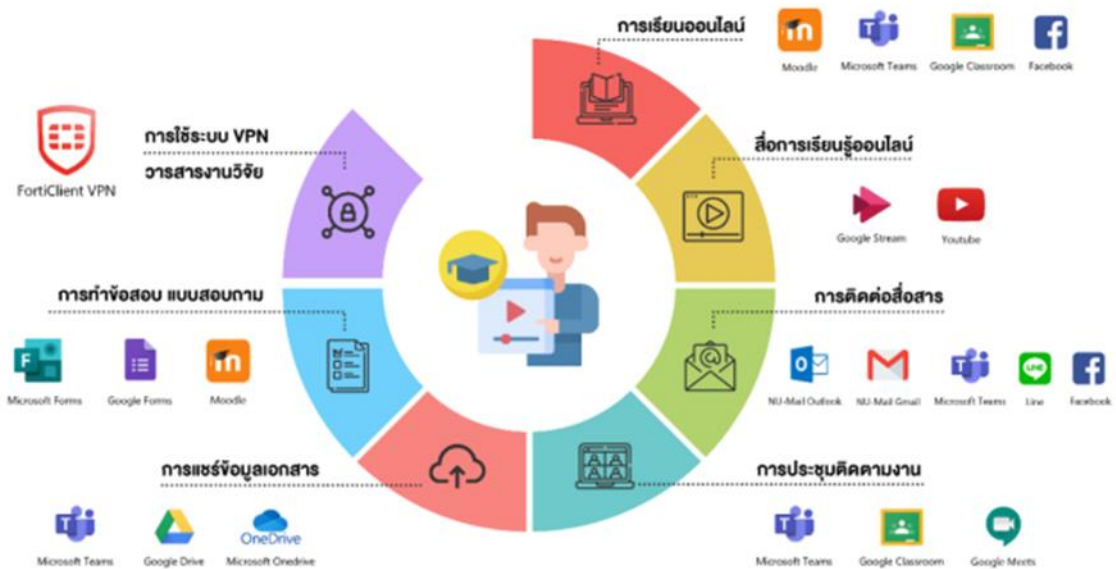 การเรียนออนไลน์
Moodle
Microsoft Teams
Google Classroom
Facebook
สื่อการเรียนรู้ออนไลน์
Google Stream
Youtube
การติดต่อสื่อสาร
NU-Mail Outlook
NU-Mail Gmail
Microsoft Teams
LINE
Line
Facebook
การประชุมติดตามงาน
Microsoft Teams
Google Classroom
Google Meets
การแชร์ข้อมูลเอกสาร
Microsoft Teams
Google Drive
OneDrive
Microsoft Onedrive
การทำข้อสอบ แบบสอบถาม
Microsoft Forms
Google Forms
Moodle
การใช้ระบบ VPN
วารสารงานวิจัย
FortiClient VPN